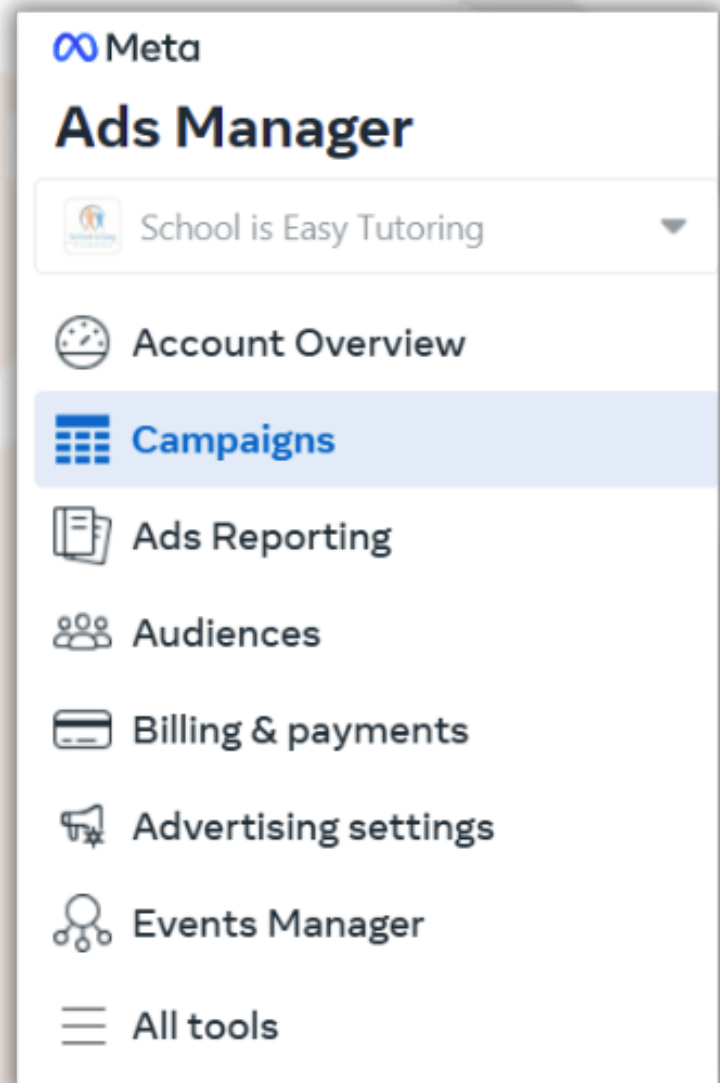 Meta
Ads Manager
School is Easy Tutoring
Account Overview
Campaigns
Ads Reporting
Audiences
Billing & payments
Advertising settings
Events Manager
All tools